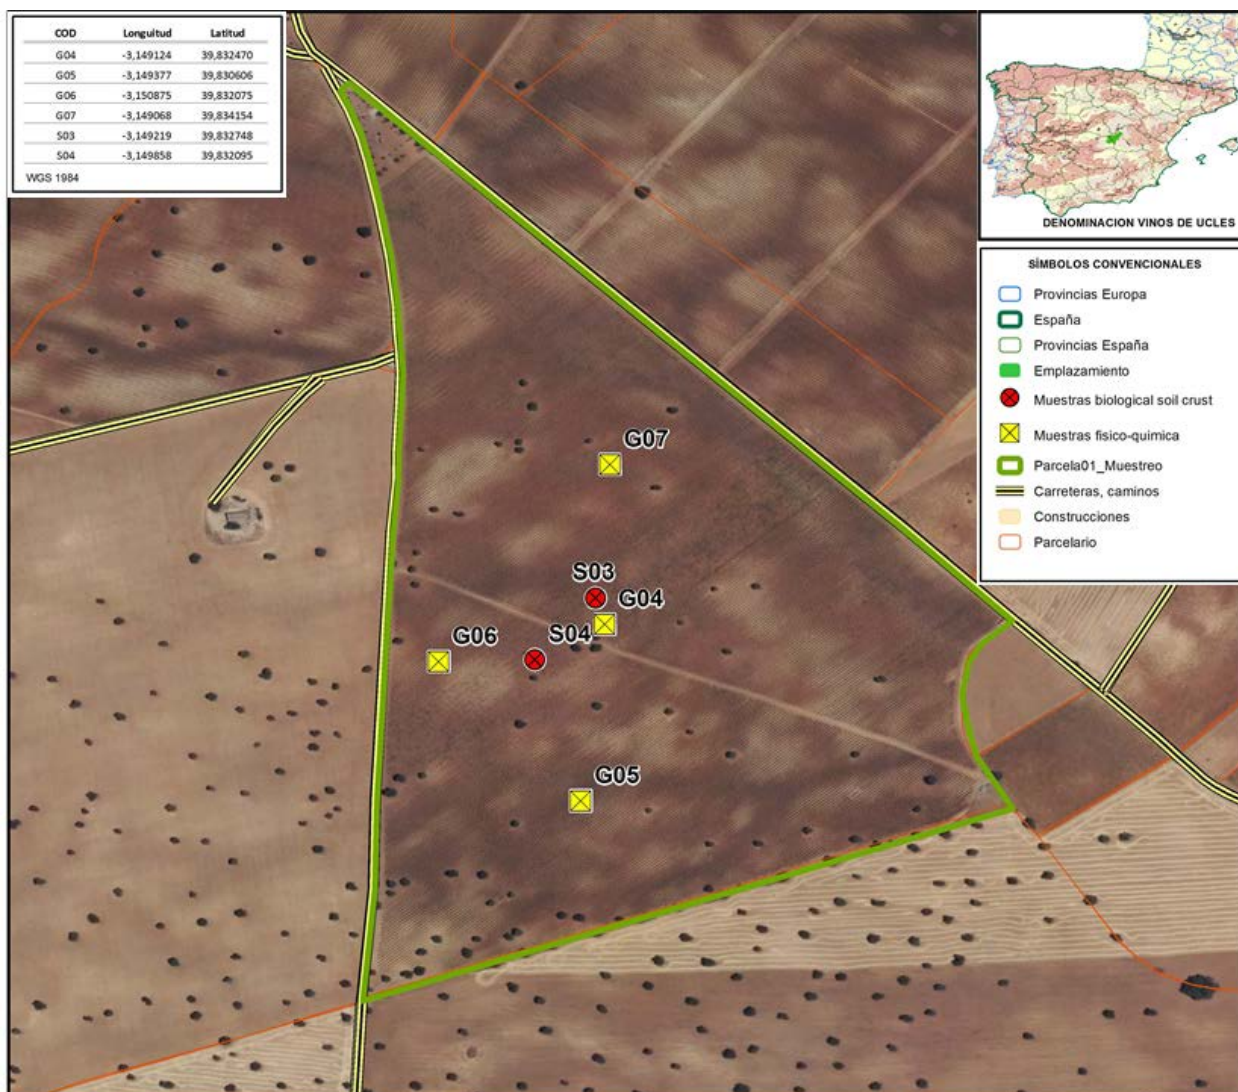 COD Longuitud Latitud
G04 -3,149124 39,832470
G05 -3,149377 39,830606
G06 -3,150875 39,832075
G07 -3,149068 39,834154
S03 -3,149219 39,832748
S04 -3,149858 39,832095
WGS 1984
DENOMINACION VINOS DE UCLES
SÍMBOLOS CONVENCIONALES
Provincias Europa
España
Provincias España
Emplazamiento
Muestras biological soil crust
Muestras fisico-quimica
Parcela01_Muestreo
Carreteras, caminos
Construcciones
Parcelario
G07
S03
G04
G06
S04
G05